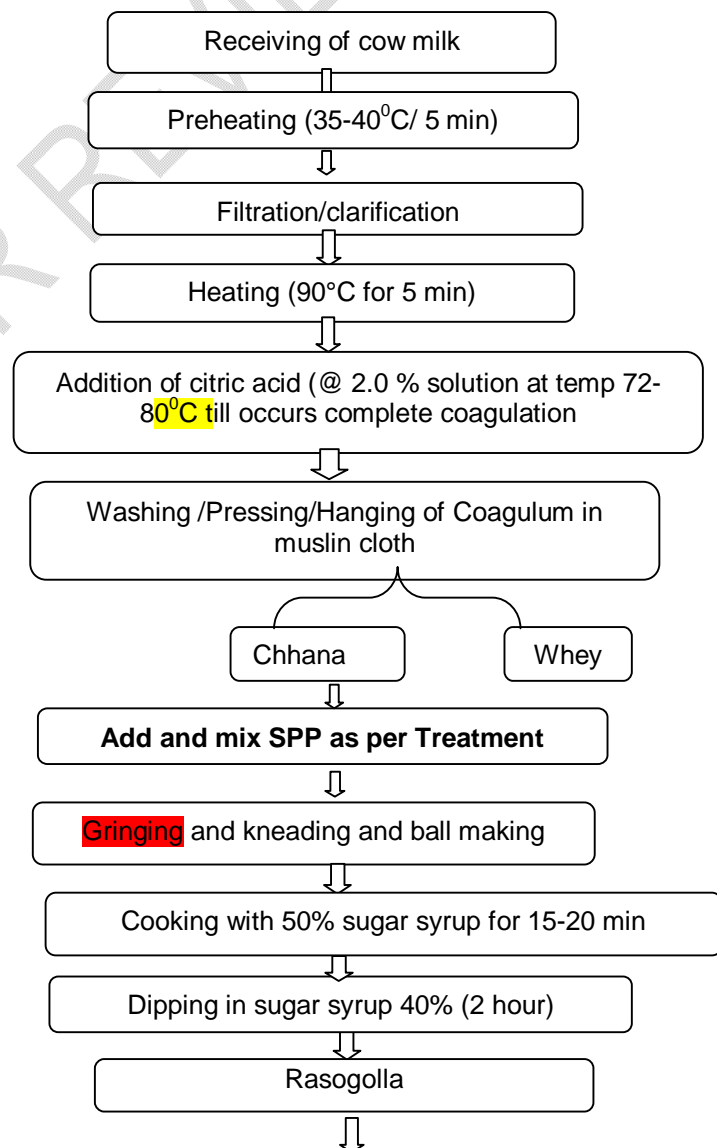 Receiving of cow milk
Preheating (35-40⁰C/ 5 min)
Filtration/clarification
Heating (90°C for 5 min)
Addition of citric acid (@ 2.0 % solution at temp 72-
80⁰C till occurs complete coagulation
Washing /Pressing/Hanging of Coagulum in
muslin cloth
Chhana
Whey
Add and mix SPP as per Treatment
Gringing and kneading and ball making
Cooking with 50% sugar syrup for 15-20 min
Dipping in sugar syrup 40% (2 hour)
Rasogolla